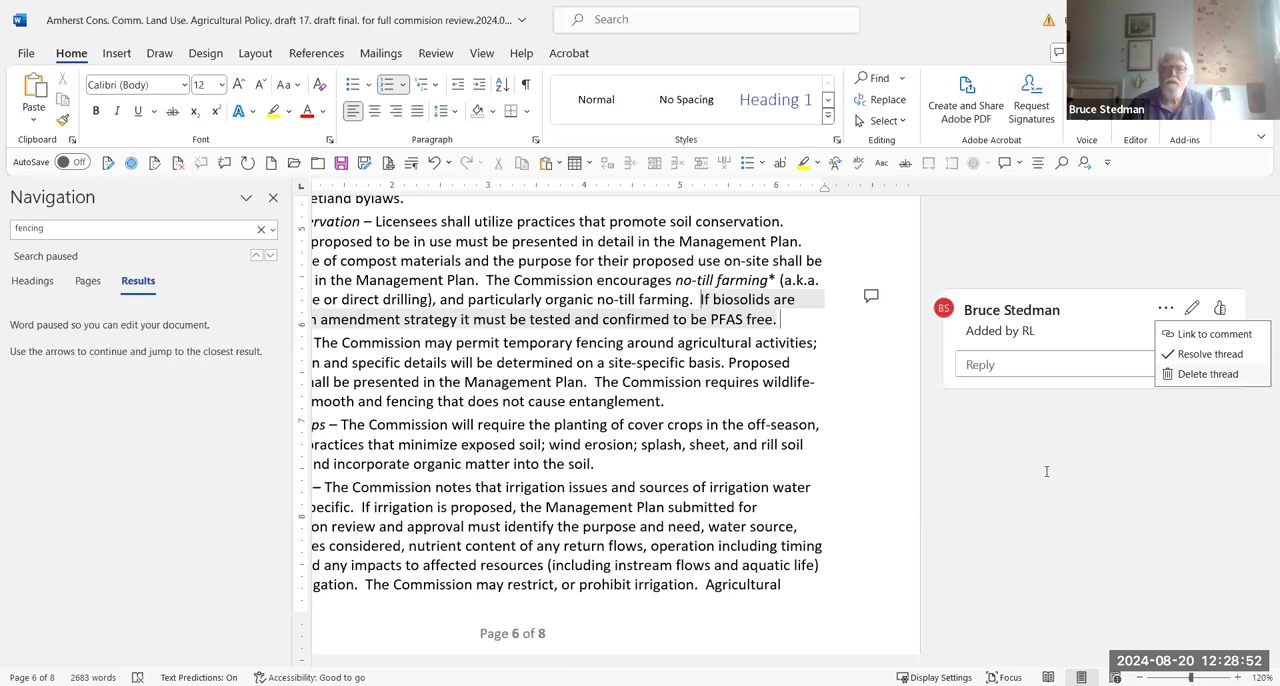 Amherst Cons. Comm. Land Use. Agricultural Policy. draft 17. draft final. for full commision review.2024.0...
Search
File Home Insert Draw Design Layout References Mailings Review View Help Acrobat
Paste
Calibri (Body) 12
Normal No Spacing Heading 1
Find
Replace
Select
Create and Share Adobe PDF
Request Signatures
Clipboard Font Paragraph Styles Editing Adobe Acrobat Voice Editor Add-ins
Bruce Stedman
AutoSave Off
Navigation
fencing
Search paused
Headings Pages Results
Word paused so you can edit your document.
Use the arrows to continue and jump to the closest result.
2 3 4 5 6
5
6
7
8
etland bylaws.
ervation – Licensees shall utilize practices that promote soil conservation.
proposed to be in use must be presented in detail in the Management Plan.
e of compost materials and the purpose for their proposed use on-site shall be
in the Management Plan. The Commission encourages no-till farming* (a.k.a.
e or direct drilling), and particularly organic no-till farming. If biosolids are
n amendment strategy it must be tested and confirmed to be PFAS free.
The Commission may permit temporary fencing around agricultural activities;
n and specific details will be determined on a site-specific basis. Proposed
hall be presented in the Management Plan. The Commission requires wildlife-
mooth and fencing that does not cause entanglement.
ps – The Commission will require the planting of cover crops in the off-season,
practices that minimize exposed soil; wind erosion; splash, sheet, and rill soil
nd incorporate organic matter into the soil.
– The Commission notes that irrigation issues and sources of irrigation water
pecific. If irrigation is proposed, the Management Plan submitted for
on review and approval must identify the purpose and need, water source,
es considered, nutrient content of any return flows, operation including timing
d any impacts to affected resources (including instream flows and aquatic life)
gation. The Commission may restrict, or prohibit irrigation. Agricultural
Page 6 of 8
BS
Bruce Stedman
Added by RL
Reply
Link to comment
Resolve thread
Delete thread
2024-08-20 12:28:52
Page 6 of 8 2683 words Text Predictions: On Accessibility: Good to go Display Settings Focus 120%